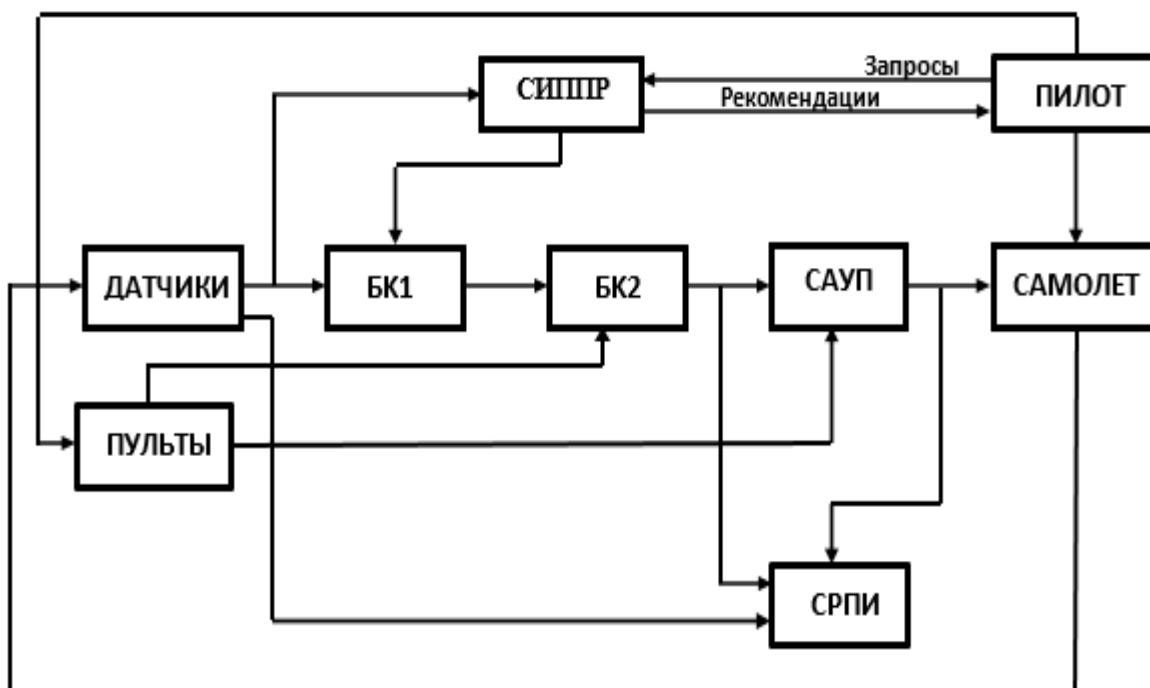 Запросы
СИППР
ПИЛОТ
Рекомендации
ДАТЧИКИ
БК1
БК2
САУП
САМОЛЕТ
ПУЛЬТЫ
СРПИ